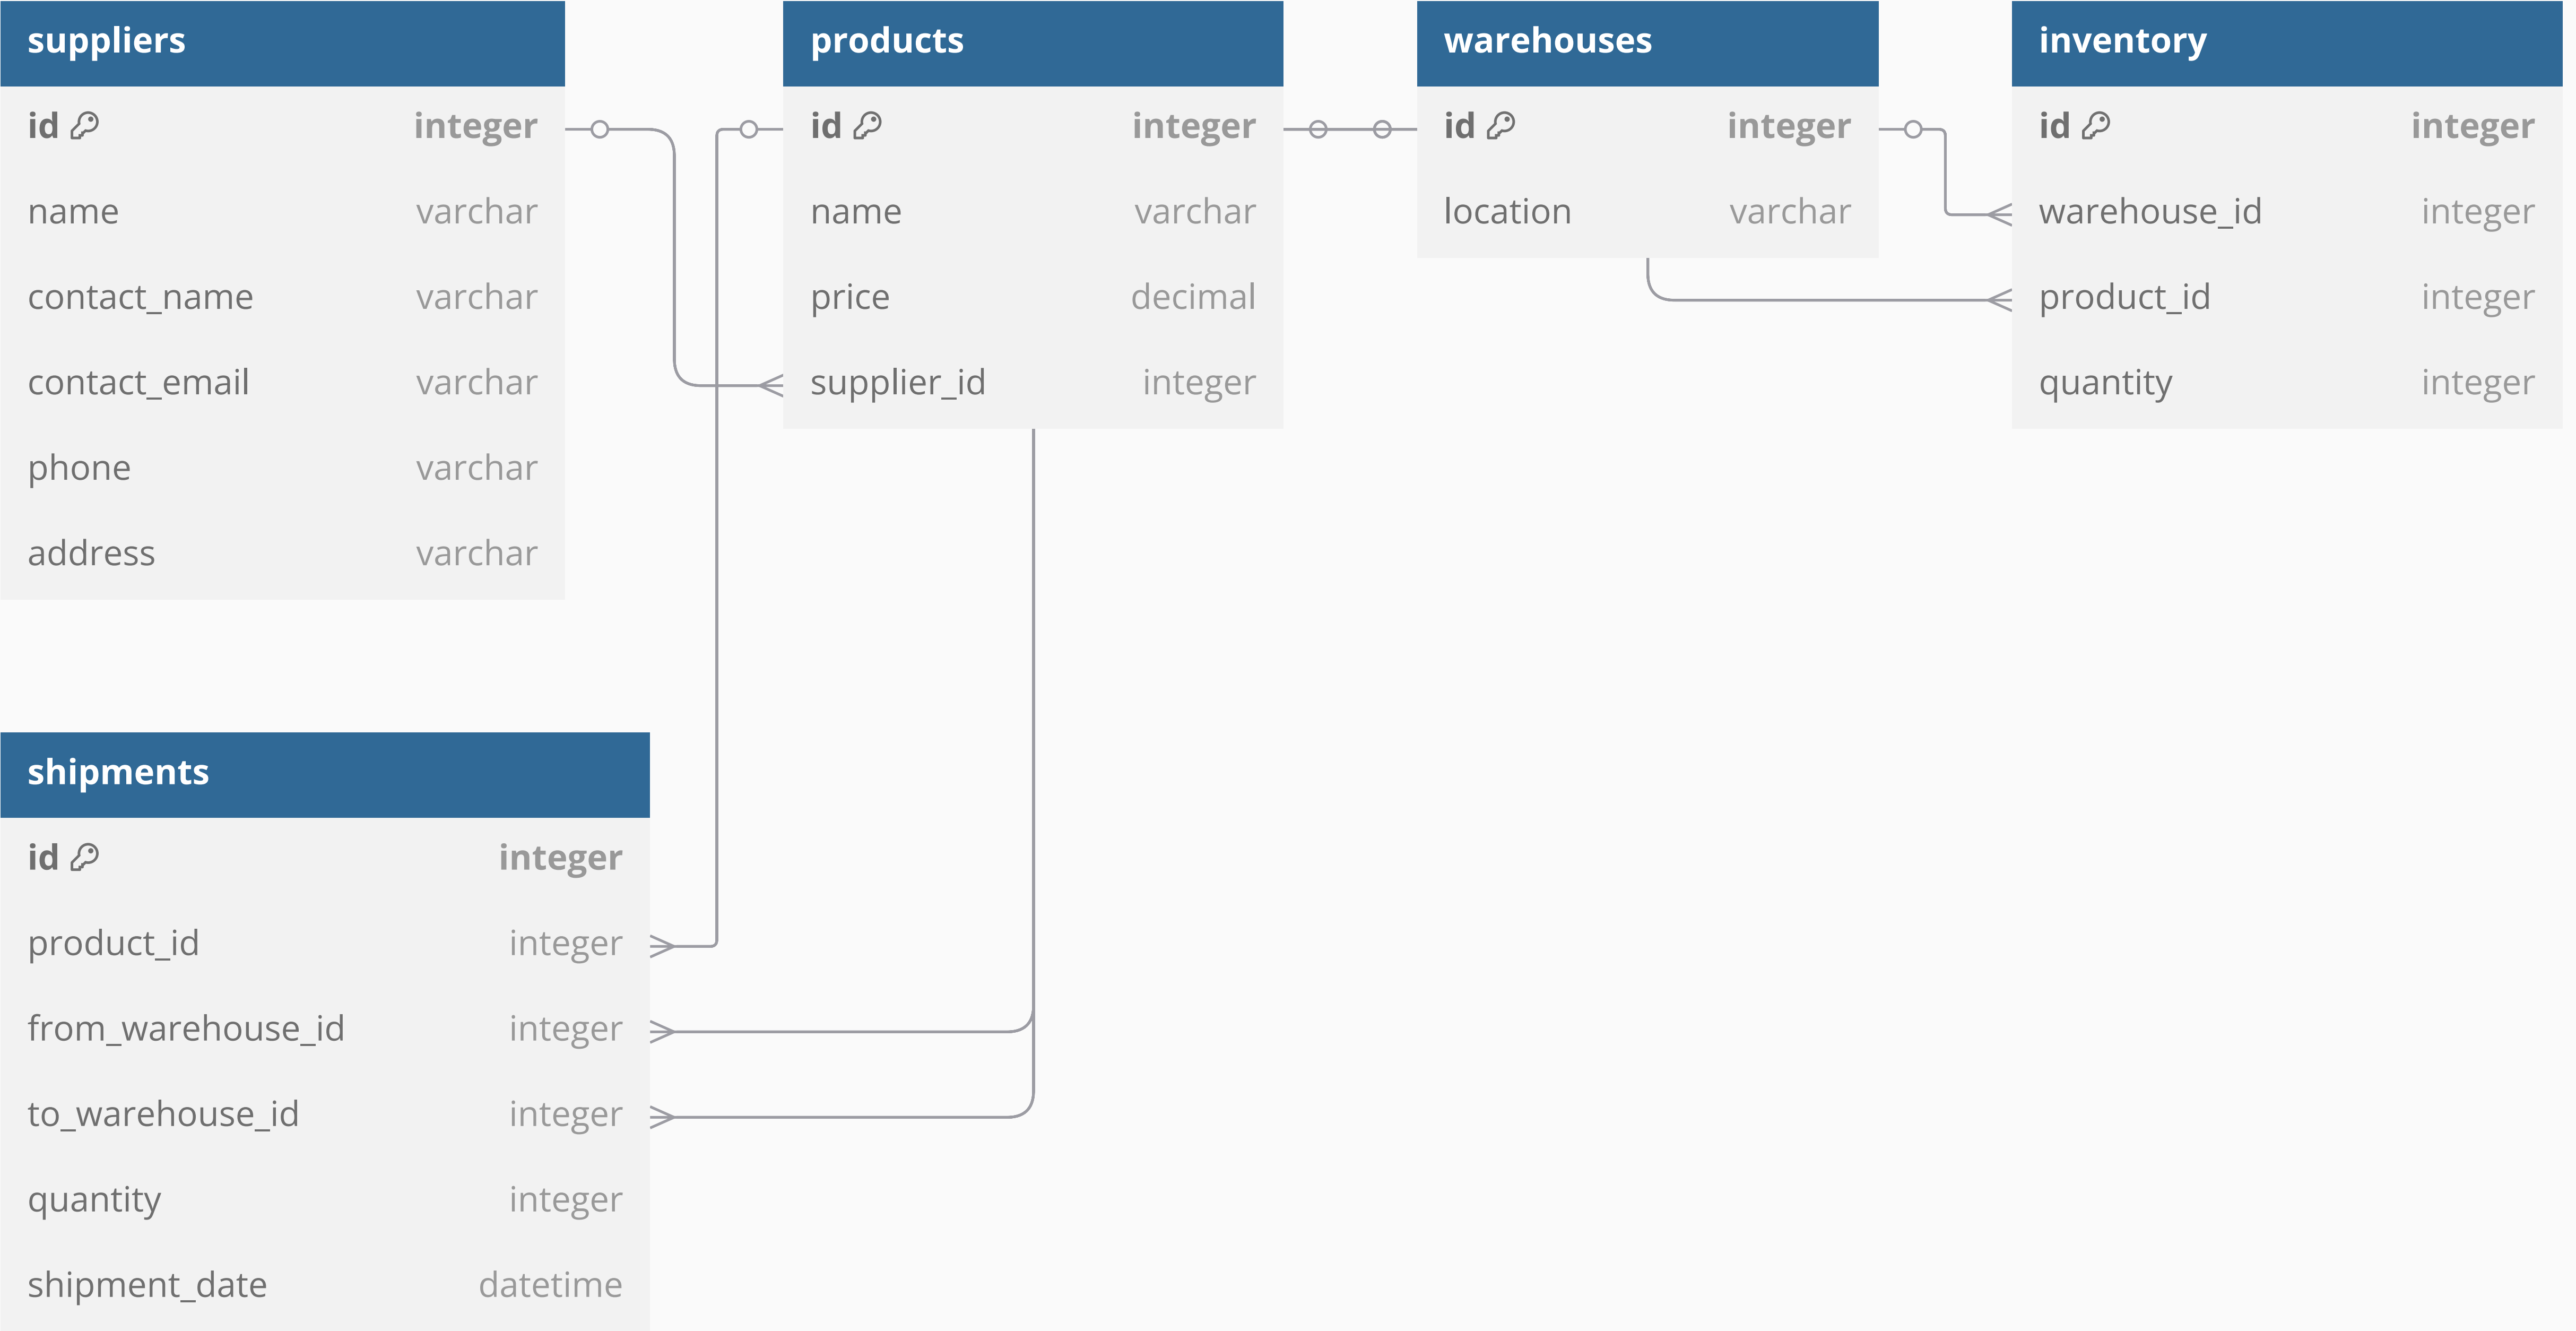 suppliers
id integer
name varchar
contact_name varchar
contact_email varchar
phone varchar
address varchar
products
id integer
name varchar
price decimal
supplier_id integer
warehouses
id integer
location varchar
inventory
id integer
warehouse_id integer
product_id integer
quantity integer
shipments
id integer
product_id integer
from_warehouse_id integer
to_warehouse_id integer
quantity integer
shipment_date datetime